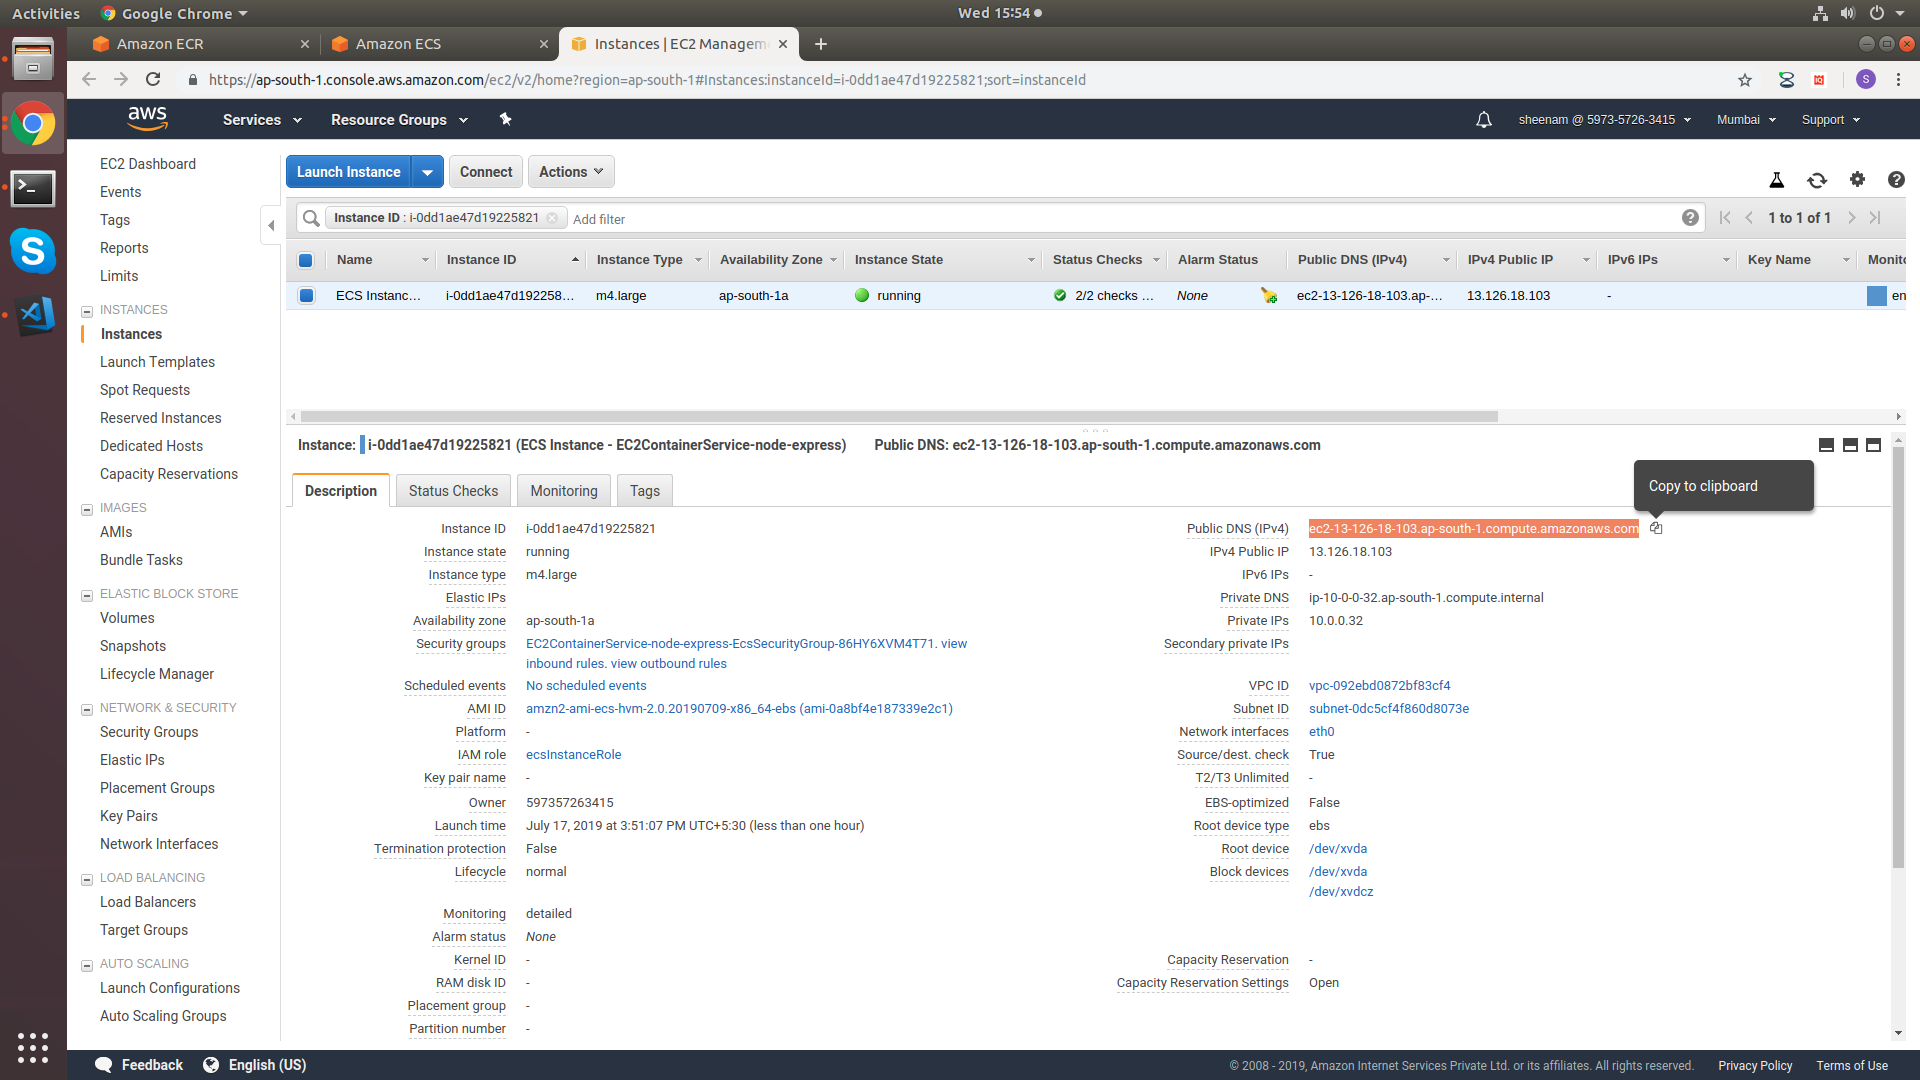 Activities
Google Chrome
Wed 15:54
Amazon ECR
Amazon ECS
Instances | EC2 Managem
https://ap-south-1.console.aws.amazon.com/ec2/v2/home?region=ap-south-1#Instances:instanceId=i-0dd1ae47d19225821;sort=instanceId
S
aws
Services
Resource Groups
sheenam @ 5973-5726-3415
Mumbai
Support
EC2 Dashboard
Events
Tags
Reports
Limits
INSTANCES
Instances
Launch Templates
Spot Requests
Reserved Instances
Dedicated Hosts
Capacity Reservations
IMAGES
AMIs
Bundle Tasks
ELASTIC BLOCK STORE
Volumes
Snapshots
Lifecycle Manager
NETWORK & SECURITY
Security Groups
Elastic IPs
Placement Groups
Key Pairs
Network Interfaces
LOAD BALANCING
Load Balancers
Target Groups
AUTO SCALING
Launch Configurations
Auto Scaling Groups
Launch Instance
Connect
Actions
Instance ID : i-0dd1ae47d19225821
Add filter
1 to 1 of 1
Name Instance ID Instance Type Availability Zone Instance State Status Checks Alarm Status Public DNS (IPv4) IPv4 Public IP IPv6 IPs Key Name Monito
ECS Instanc... i-0dd1ae47d192258... m4.large ap-south-1a running 2/2 checks ... None ec2-13-126-18-103.ap-... 13.126.18.103 - en
Instance: i-0dd1ae47d19225821 (ECS Instance - EC2ContainerService-node-express) Public DNS: ec2-13-126-18-103.ap-south-1.compute.amazonaws.com
Copy to clipboard
Description Status Checks Monitoring Tags
Instance ID i-0dd1ae47d19225821
Instance state running
Instance type m4.large
Elastic IPs
Availability zone ap-south-1a
Security groups EC2ContainerService-node-express-EcsSecurityGroup-86HY6XVM4T71. view
inbound rules. view outbound rules
Scheduled events No scheduled events
AMI ID amzn2-ami-ecs-hvm-2.0.20190709-x86_64-ebs (ami-0a8bf4e187339e2c1)
Platform -
IAM role ecsInstanceRole
Key pair name -
Owner 597357263415
Launch time July 17, 2019 at 3:51:07 PM UTC+5:30 (less than one hour)
Termination protection False
Lifecycle normal
Monitoring detailed
Alarm status None
Kernel ID -
RAM disk ID -
Placement group -
Partition number -
Public DNS (IPv4) ec2-13-126-18-103.ap-south-1.compute.amazonaws.com
IPv4 Public IP 13.126.18.103
IPv6 IPs -
Private DNS ip-10-0-0-32.ap-south-1.compute.internal
Private IPs 10.0.0.32
Secondary private IPs
VPC ID vpc-092ebd0872bf83cf4
Subnet ID subnet-0dc5cf4f860d8073e
Network interfaces eth0
Source/dest. check True
T2/T3 Unlimited -
EBS-optimized False
Root device type ebs
Root device /dev/xvda
Block devices /dev/xvda
/dev/xvdcz
Capacity Reservation -
Capacity Reservation Settings Open
Feedback
English (US)
© 2008 - 2019, Amazon Internet Services Private Ltd. or its affiliates. All rights reserved.
Privacy Policy
Terms of Use